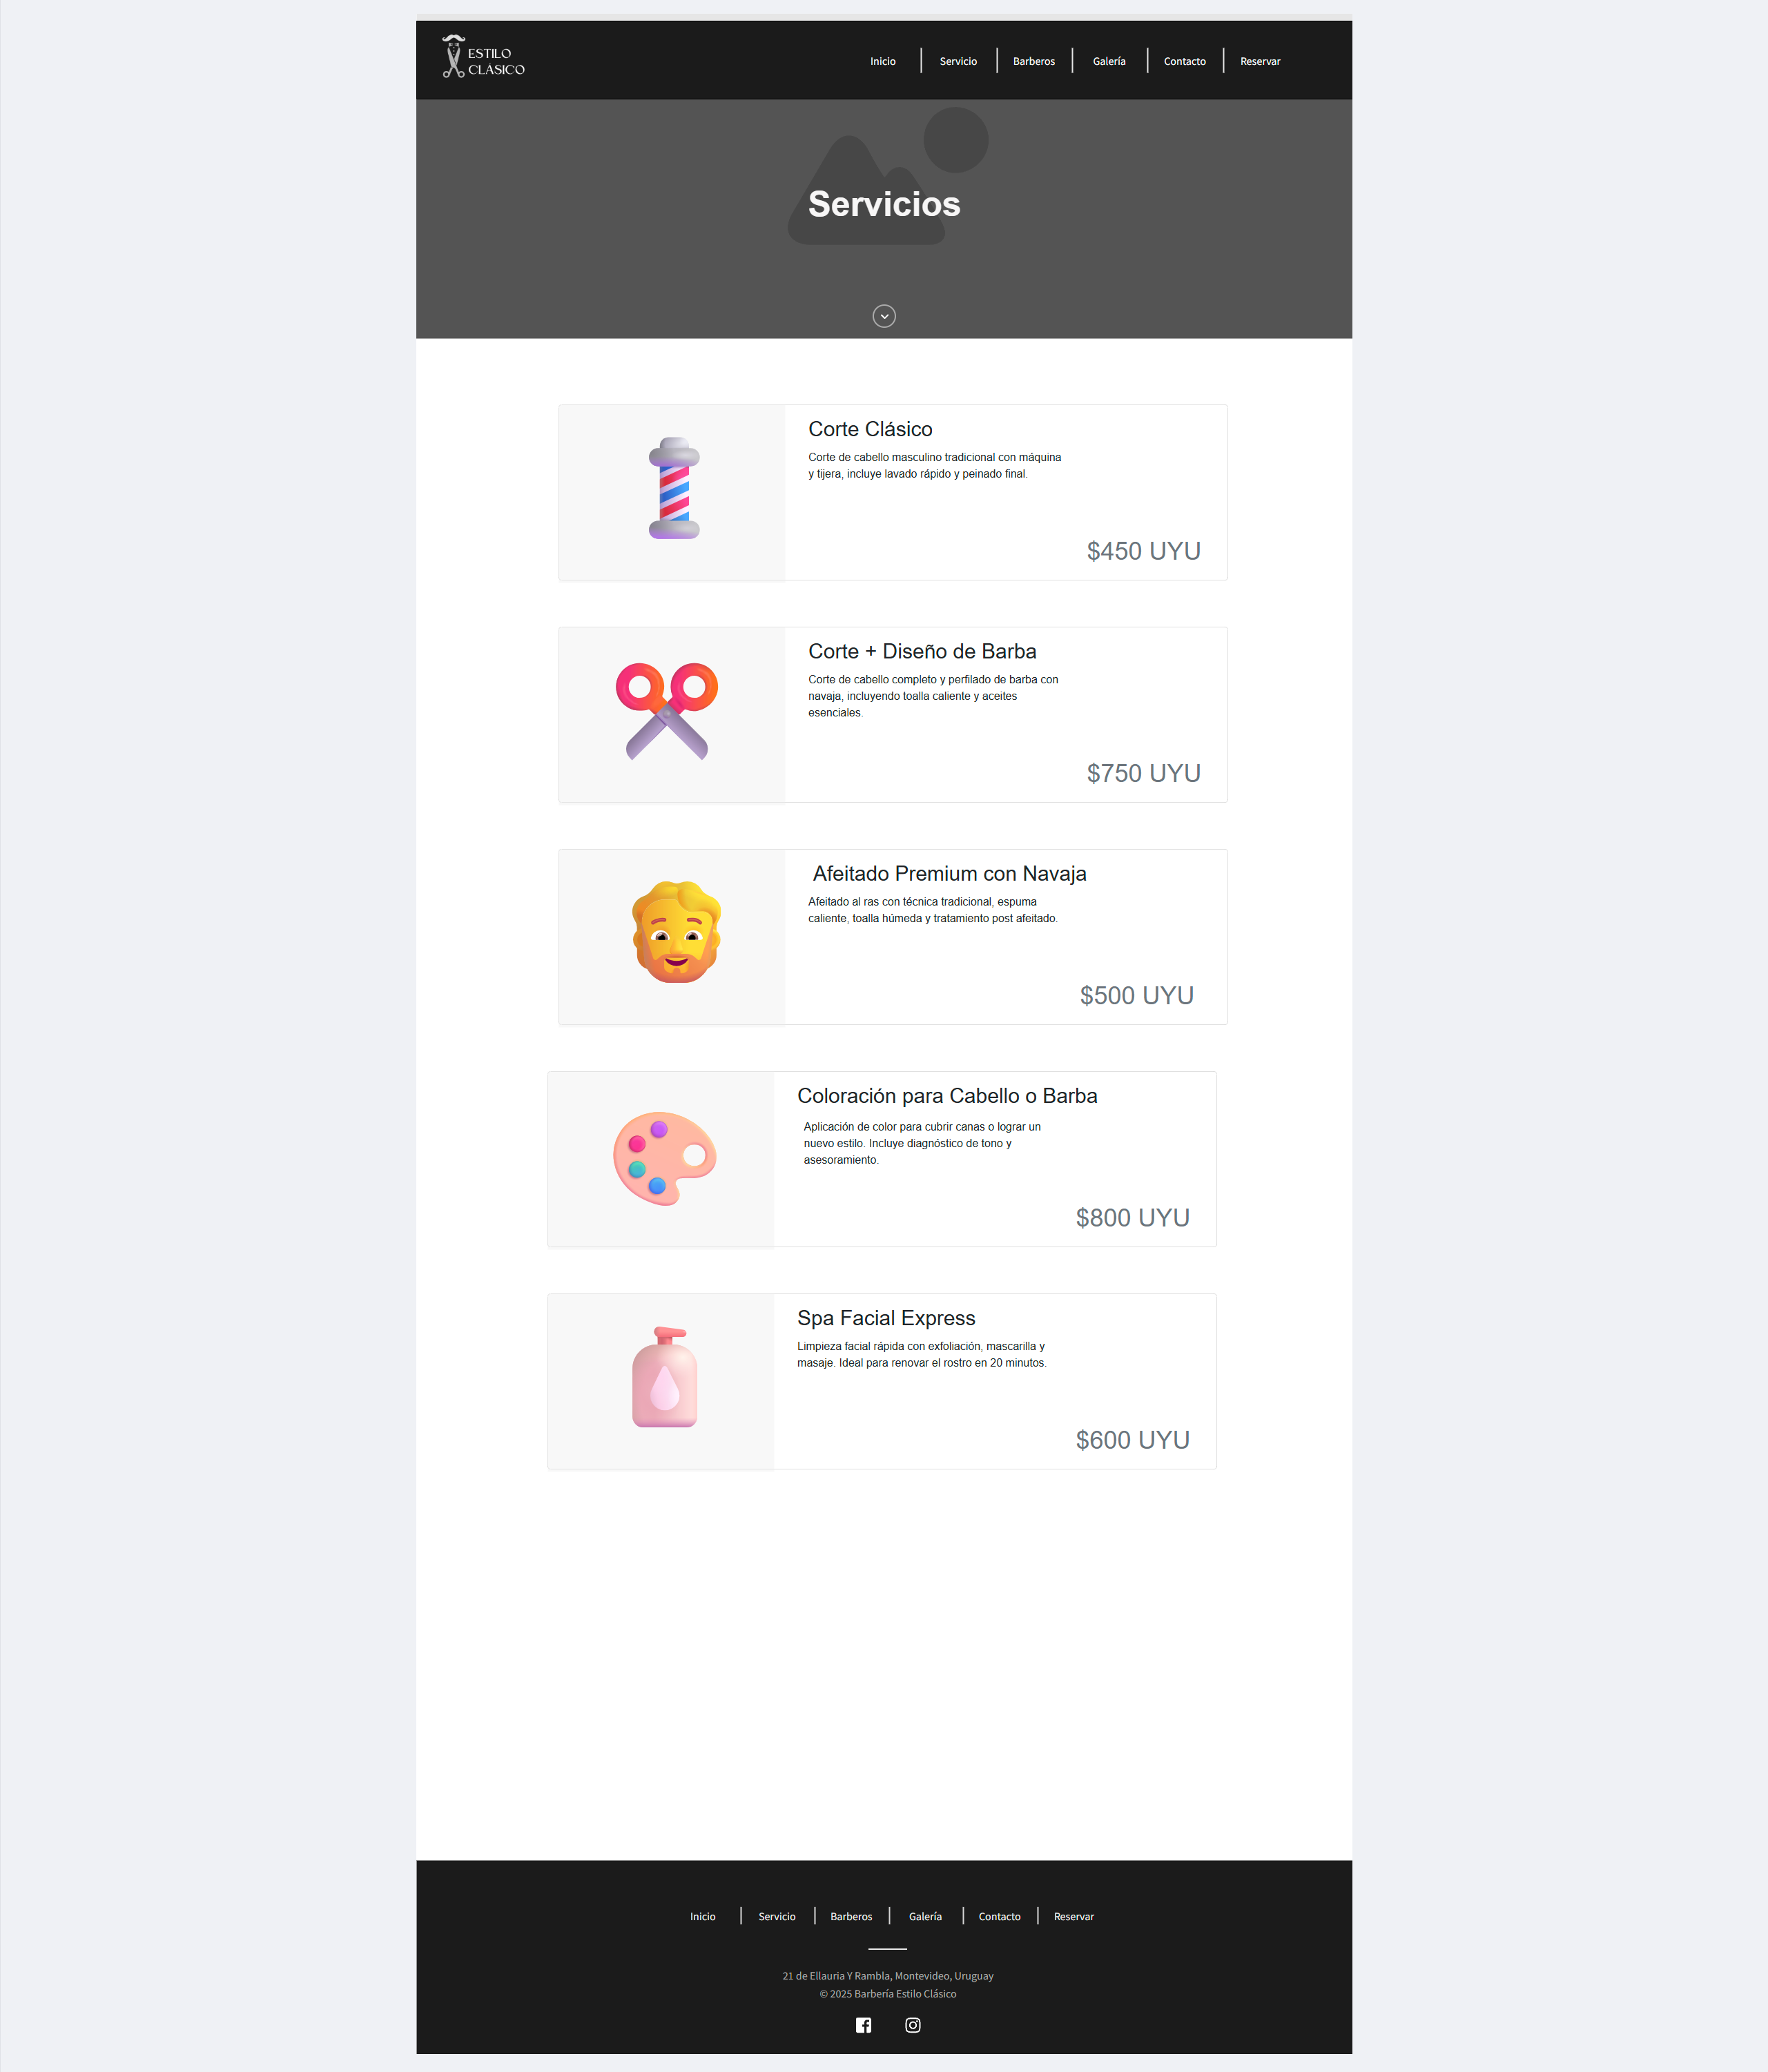 ESTILO
CLÁSICO
Inicio
Servicio
Barberos
Galería
Contacto
Reservar
Servicios
Corte Clásico
Corte de cabello masculino tradicional con máquina
y tijera, incluye lavado rápido y peinado final.
$450 UYU
Corte + Diseño de Barba
Corte de cabello completo y perfilado de barba con
navaja, incluyendo toalla caliente y aceites
esenciales.
$750 UYU
Afeitado Premium con Navaja
Afeitado al ras con técnica tradicional, espuma
caliente, toalla húmeda y tratamiento post afeitado.
$500 UYU
Coloración para Cabello o Barba
Aplicación de color para cubrir canas o lograr un
nuevo estilo. Incluye diagnóstico de tono y
asesoramiento.
$800 UYU
Spa Facial Express
Limpieza facial rápida con exfoliación, mascarilla y
masaje. Ideal para renovar el rostro en 20 minutos.
$600 UYU
Inicio
Servicio
Barberos
Galería
Contacto
Reservar
21 de Ellauria Y Rambla, Montevideo, Uruguay
© 2025 Barbería Estilo Clásico